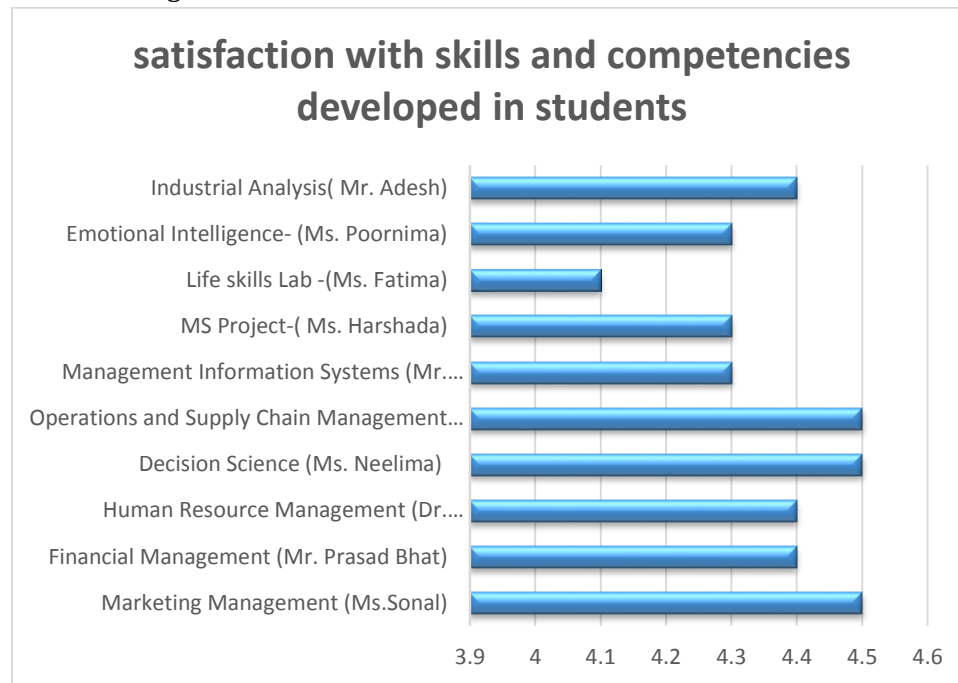 satisfaction with skills and competencies
developed in students
Industrial Analysis( Mr. Adesh)
Emotional Intelligence- (Ms. Poornima)
Life skills Lab -(Ms. Fatima)
MS Project-( Ms. Harshada)
Management Information Systems (Mr....
Operations and Supply Chain Management...
Decision Science (Ms. Neelima)
Human Resource Management (Dr....
Financial Management (Mr. Prasad Bhat)
Marketing Management (Ms.Sonal)
3.9 4 4.1 4.2 4.3 4.4 4.5 4.6